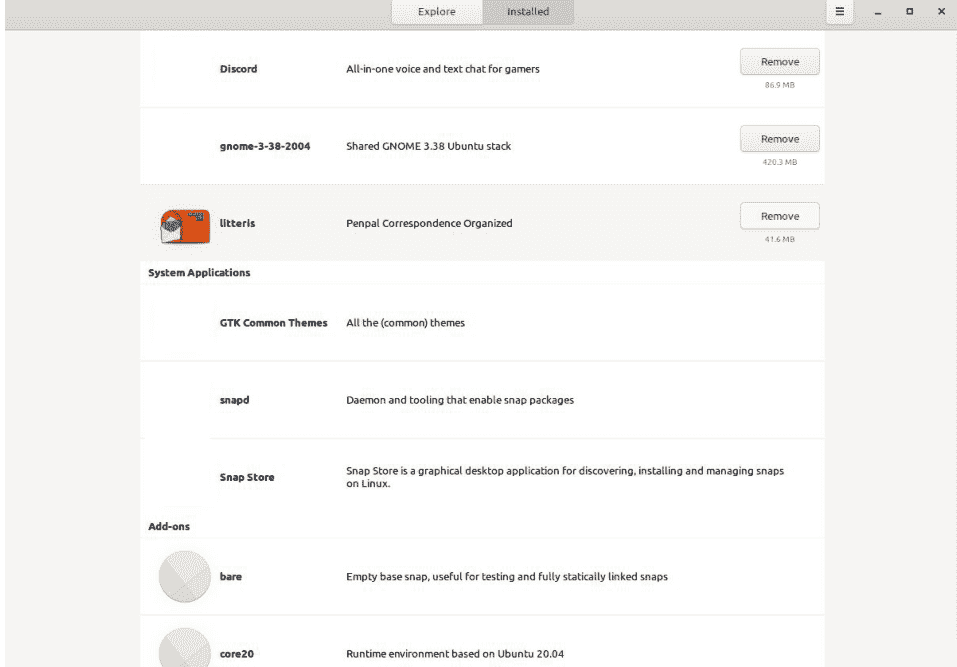 Explore
Installed
Discord
All-in-one voice and text chat for gamers
Remove
86.9 MB
gnome-3-38-2004
Shared GNOME 3.38 Ubuntu stack
Remove
420.3 MB
litteris
Penpal Correspondence Organized
Remove
41.6 MB
System Applications
GTK Common Themes
All the (common) themes
snapd
Daemon and tooling that enable snap packages
Snap Store
Snap Store is a graphical desktop application for discovering, installing and managing snaps
on Linux.
Add-ons
bare
Empty base snap, useful for testing and fully statically linked snaps
core20
Runtime environment based on Ubuntu 20.04